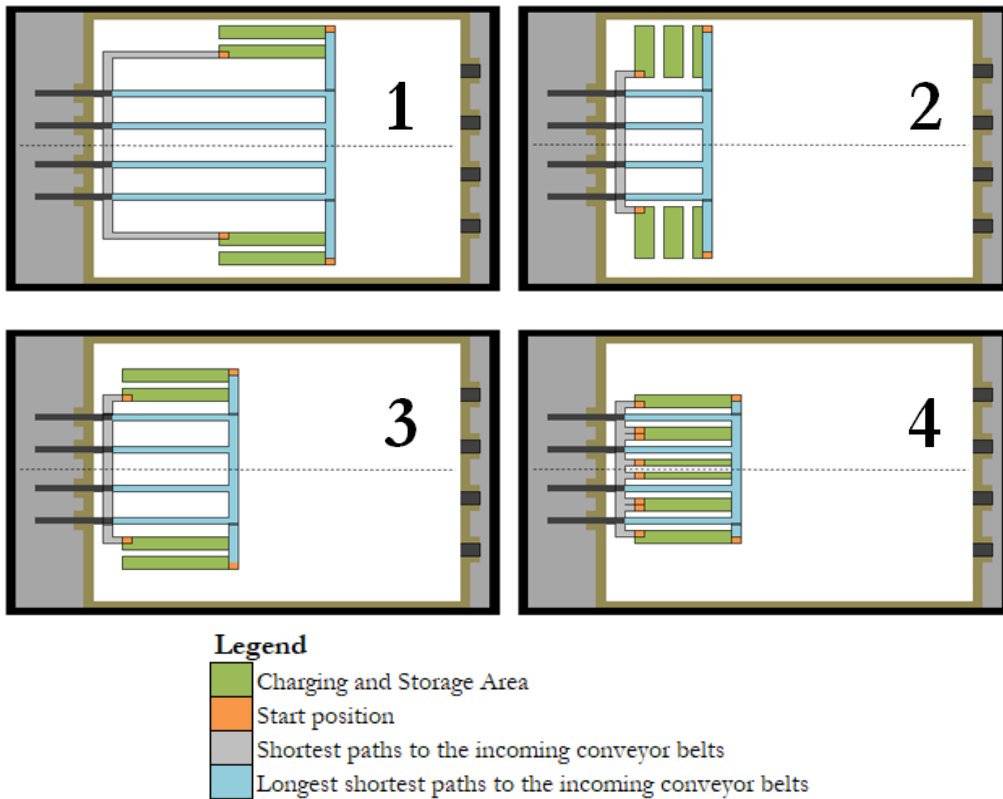 1
2
3
4
Legend
Charging and Storage Area
Start position
Shortest paths to the incoming conveyor belts
Longest shortest paths to the incoming conveyor belts